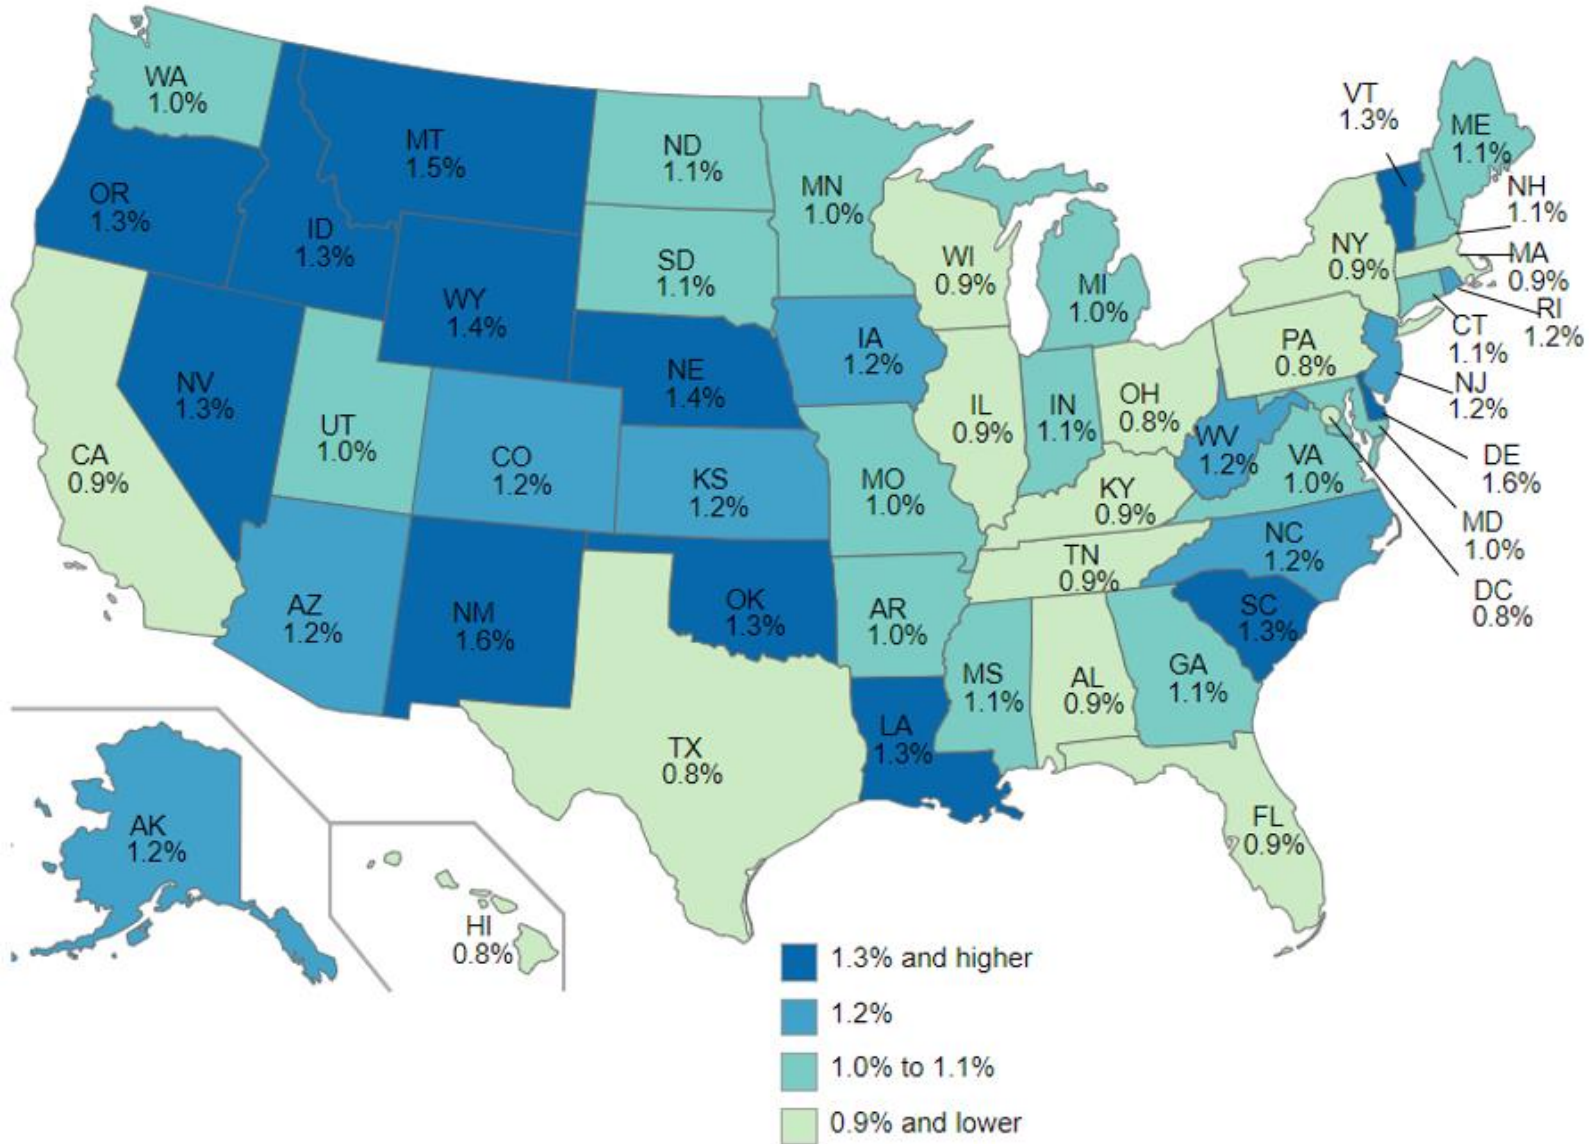 WA
1.0%
MT
1.5%
ND
1.1%
MN
1.0%
VT
1.3%
ME
1.1%
OR
1.3%
ID
1.3%
NH
1.1%
WY
1.4%
SD
1.1%
WI
0.9%
MI
1.0%
NY
0.9%
MA
0.9%
RI
1.2%
CT
1.1%
NV
1.3%
NE
1.4%
IA
1.2%
PA
0.8%
NJ
1.2%
UT
1.0%
IL
0.9%
IN
1.1%
OH
0.8%
CA
0.9%
CO
1.2%
KS
1.2%
MO
1.0%
WV
1.2%
VA
1.0%
DE
1.6%
KY
0.9%
MD
1.0%
TN
0.9%
NC
1.2%
DC
0.8%
AZ
1.2%
NM
1.6%
OK
1.3%
AR
1.0%
SC
1.3%
MS
1.1%
AL
0.9%
GA
1.1%
TX
0.8%
LA
1.3%
AK
1.2%
FL
0.9%
HI
0.8%
1.3% and higher
1.2%
1.0% to 1.1%
0.9% and lower